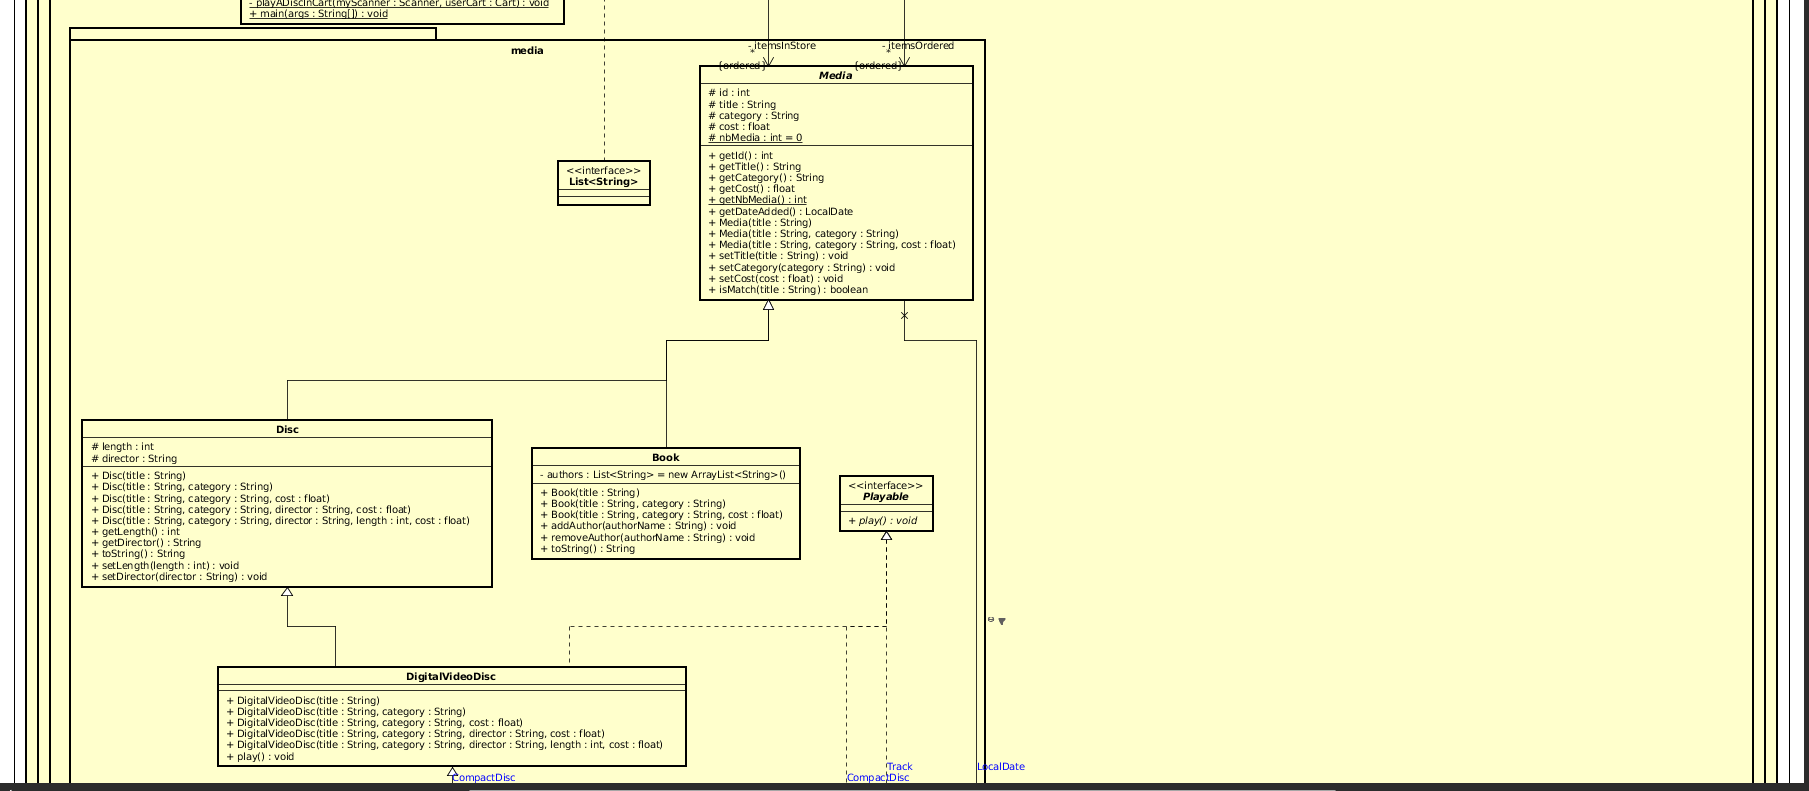 - playADiscInCart(myScanner : Scanner, userCart : Cart) : void
+ main(args : String[]) : void
media
- itemsInStore
*
{ordered}
- itemsOrdered
*
{ordered}
Media
# id : int
# title : String
# category : String
# cost : float
# nbMedia : int = 0
+ getId() : int
+ getTitle() : String
+ getCategory() : String
+ getCost() : float
+ getNbMedia() : int
+ getDateAdded() : LocalDate
+ Media(title : String)
+ Media(title : String, category : String)
+ Media(title : String, category : String, cost : float)
+ setTitle(title : String) : void
+ setCategory(category : String) : void
+ setCost(cost : float) : void
+ isMatch(title : String) : boolean
<<interface>>
List<String>
Disc
# length : int
# director : String
+ Disc(title : String)
+ Disc(title : String, category : String)
+ Disc(title : String, category : String, cost : float)
+ Disc(title : String, category : String, director : String, cost : float)
+ Disc(title : String, category : String, director : String, length : int, cost : float)
+ getLength() : int
+ getDirector() : String
+ toString() : String
+ setLength(length : int) : void
+ setDirector(director : String) : void
Book
- authors : List<String> = new ArrayList<String>()
+ Book(title : String)
+ Book(title : String, category : String)
+ Book(title : String, category : String, cost : float)
+ addAuthor(authorName : String) : void
+ removeAuthor(authorName : String) : void
+ toString() : String
<<interface>>
Playable
+ play() : void
DigitalVideoDisc
+ DigitalVideoDisc(title : String)
+ DigitalVideoDisc(title : String, category : String)
+ DigitalVideoDisc(title : String, category : String, cost : float)
+ DigitalVideoDisc(title : String, category : String, director : String, cost : float)
+ DigitalVideoDisc(title : String, category : String, director : String, length : int, cost : float)
+ play() : void
CompactDisc
Track
CompactDisc
LocalDate